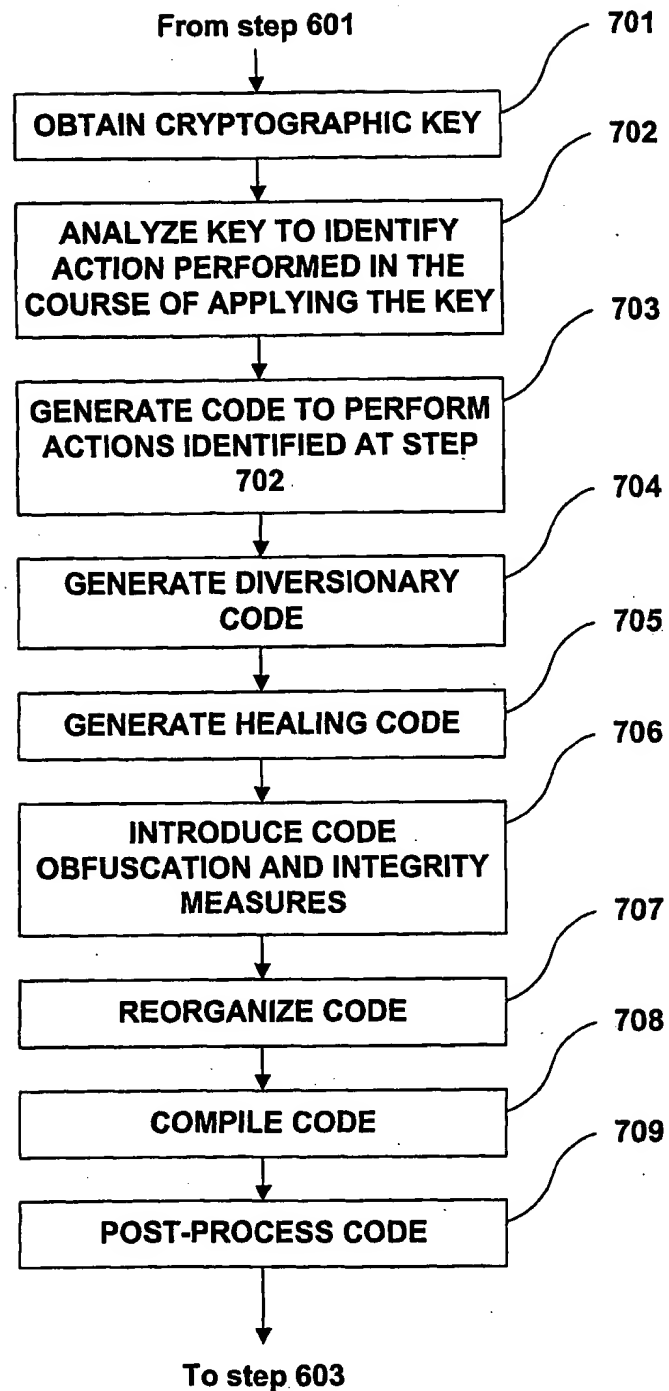 From step 601
701
OBTAIN CRYPTOGRAPHIC KEY
702
ANALYZE KEY TO IDENTIFY
ACTION PERFORMED IN THE
COURSE OF APPLYING THE KEY
703
GENERATE CODE TO PERFORM
ACTIONS IDENTIFIED AT STEP
702
704
GENERATE DIVERSIONARY
CODE
705
GENERATE HEALING CODE
706
INTRODUCE CODE
OBFUSCATION AND INTEGRITY
MEASURES
707
REORGANIZE CODE
708
COMPILE CODE
709
POST-PROCESS CODE
To step 603